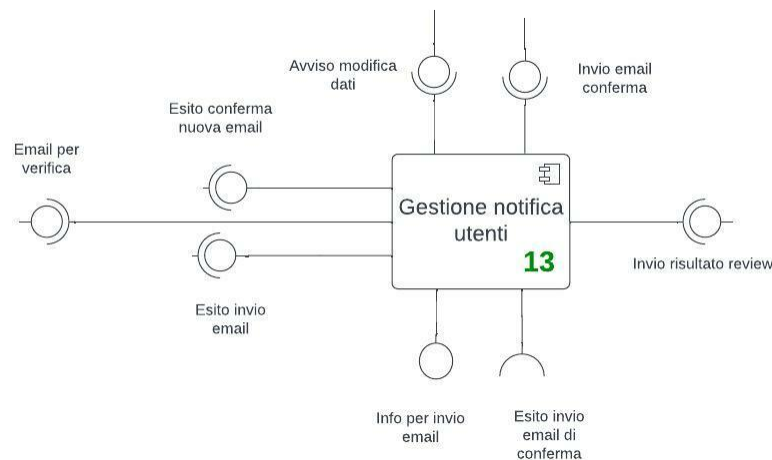 Avviso modifica
dati
Invio email
conferma
Esito conferma
nuova email
Email per
verifica
Gestione notifica
utenti
13
Invio risultato review
Esito invio
email
Info per invio
email
Esito invio
email di
conferma